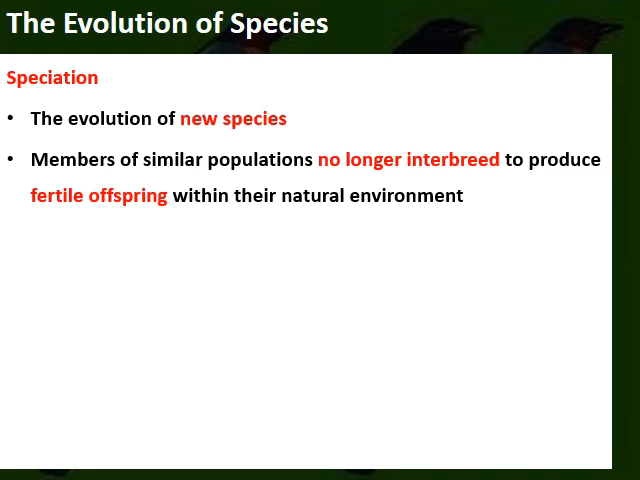 The Evolution of Species
Speciation
• The evolution of new species
• Members of similar populations no longer interbreed to produce
fertile offspring within their natural environment